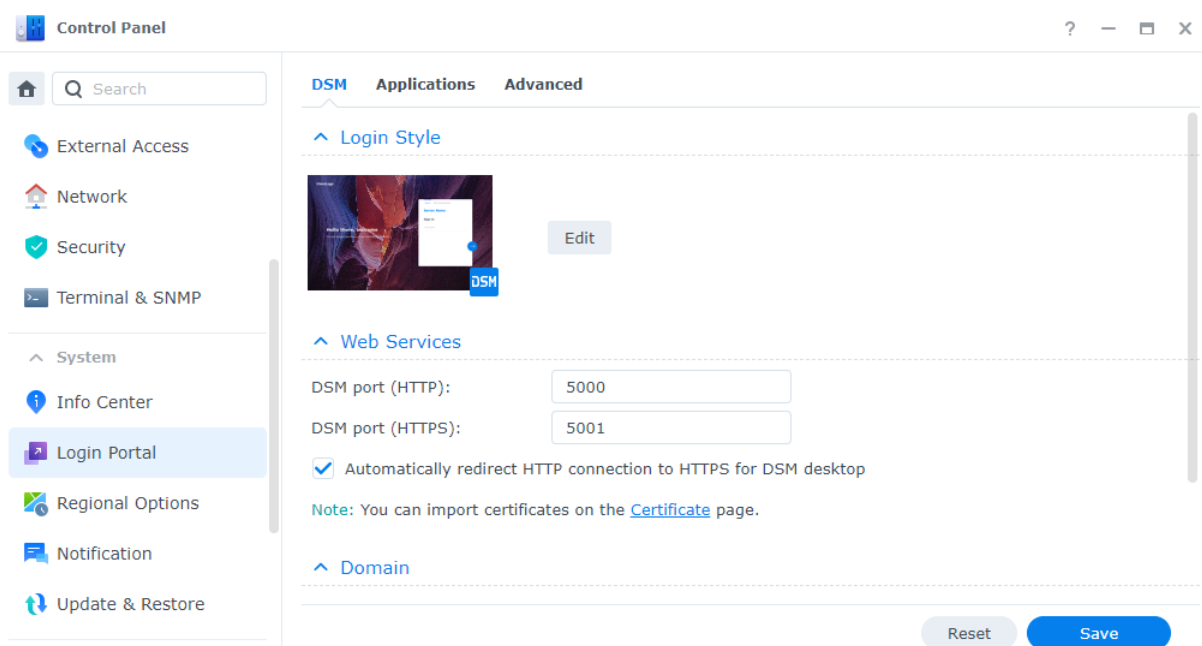 Control Panel
?
Search
External Access
Network
Security
Terminal & SNMP
System
Info Center
Login Portal
Regional Options
Notification
Update & Restore
DSM Applications Advanced
Login Style
Hello there, welcome
DSM
Edit
Web Services
DSM port (HTTP): 5000
DSM port (HTTPS): 5001
Automatically redirect HTTP connection to HTTPS for DSM desktop
Note: You can import certificates on the Certificate page.
Domain
Reset Save